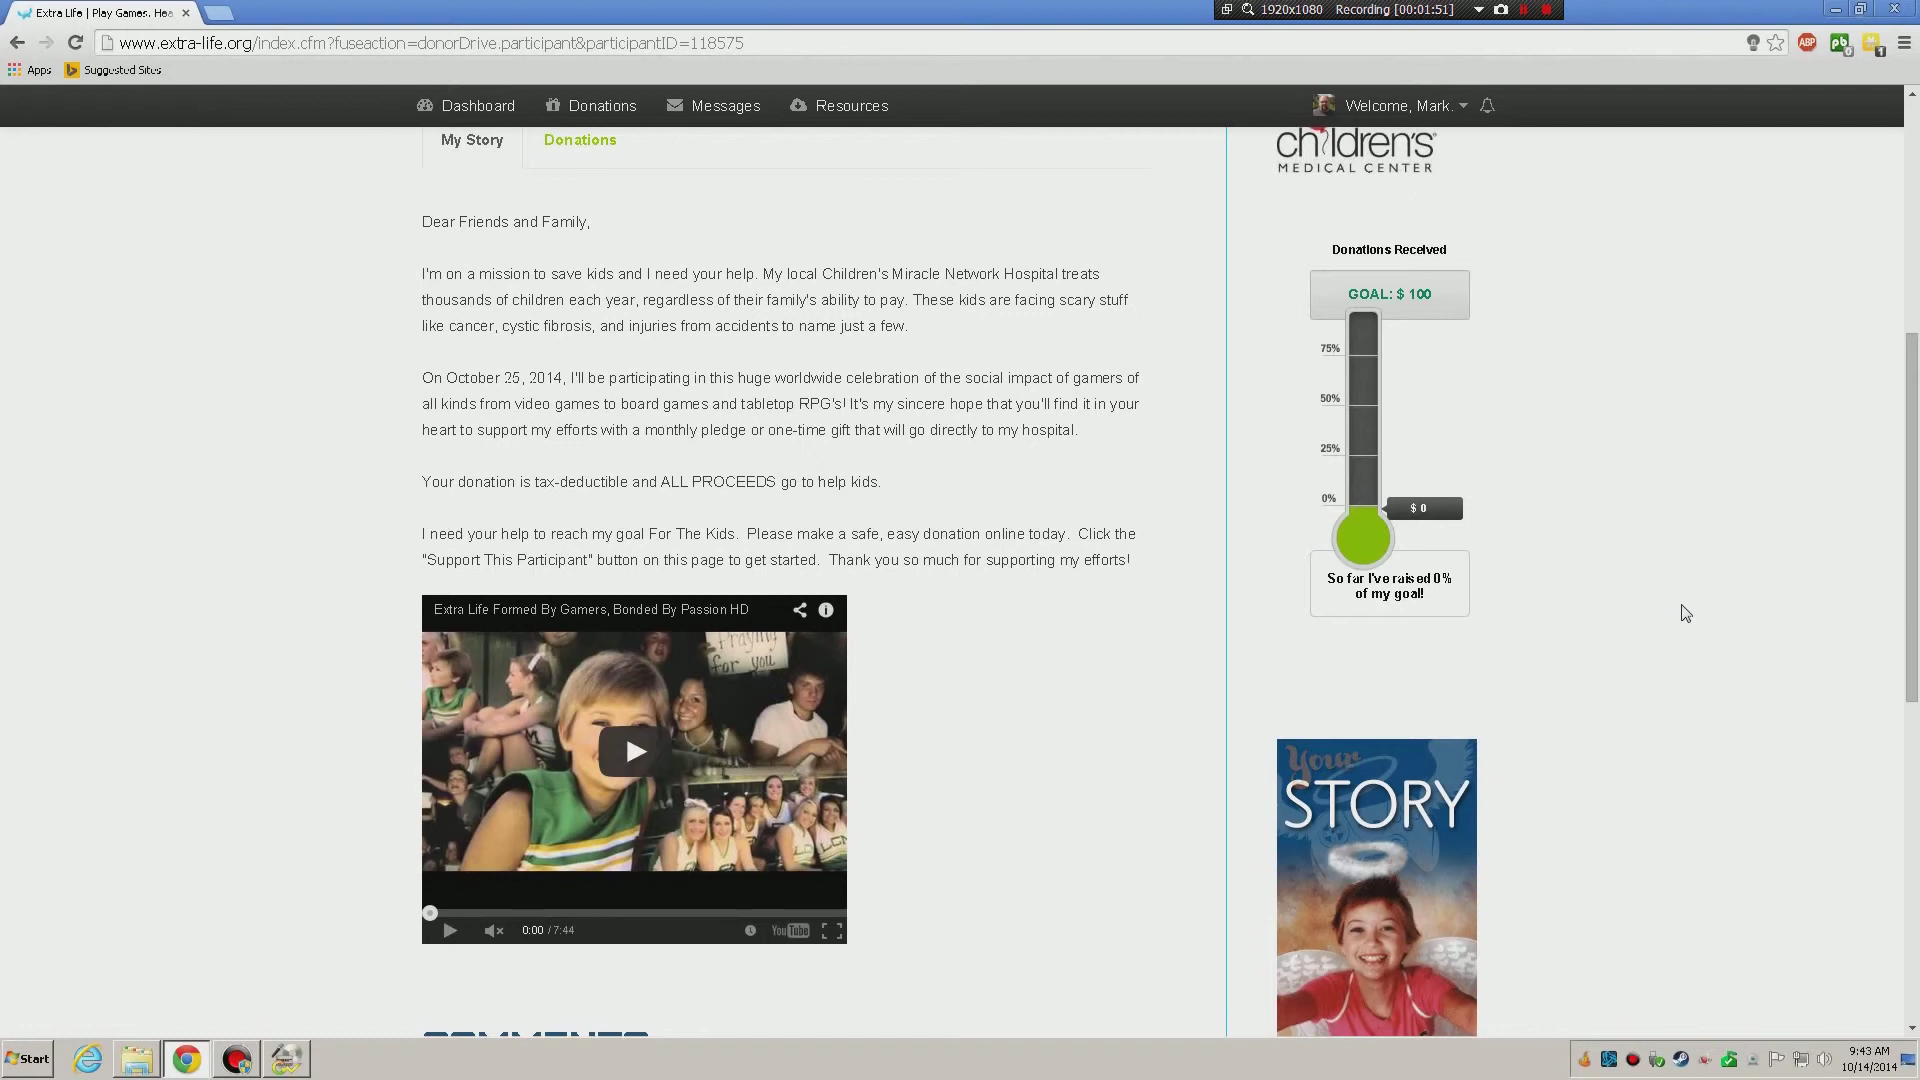 Extra Life | Play Games. Hea
1920x1080 Recording [00:01:51]
www.extra-life.org/index.cfm?fuseaction=donorDrive.participant&participantID=118575
ABP
pb
0
1
Apps Suggested Sites
Dashboard Donations Messages Resources Welcome, Mark.
My Story Donations
children's
MEDICAL CENTER
Dear Friends and Family,
I'm on a mission to save kids and I need your help. My local Children's Miracle Network Hospital treats
thousands of children each year, regardless of their family's ability to pay. These kids are facing scary stuff
like cancer, cystic fibrosis, and injuries from accidents to name just a few.
On October 25, 2014, I'll be participating in this huge worldwide celebration of the social impact of gamers of
all kinds from video games to board games and tabletop RPG's! It's my sincere hope that you'll find it in your
heart to support my efforts with a monthly pledge or one-time gift that will go directly to my hospital.
Your donation is tax-deductible and ALL PROCEEDS go to help kids.
I need your help to reach my goal For The Kids. Please make a safe, easy donation online today. Click the
"Support This Participant" button on this page to get started. Thank you so much for supporting my efforts!
Donations Received
GOAL: $ 100
75%
50%
25%
0%
$ 0
So far I've raised 0%
of my goal!
Extra Life Formed By Gamers, Bonded By Passion HD
Praying
for you
0:00 / 7:44
YouTube
Your
STORY
COMMENTS
Start
9:43 AM
10/14/2014